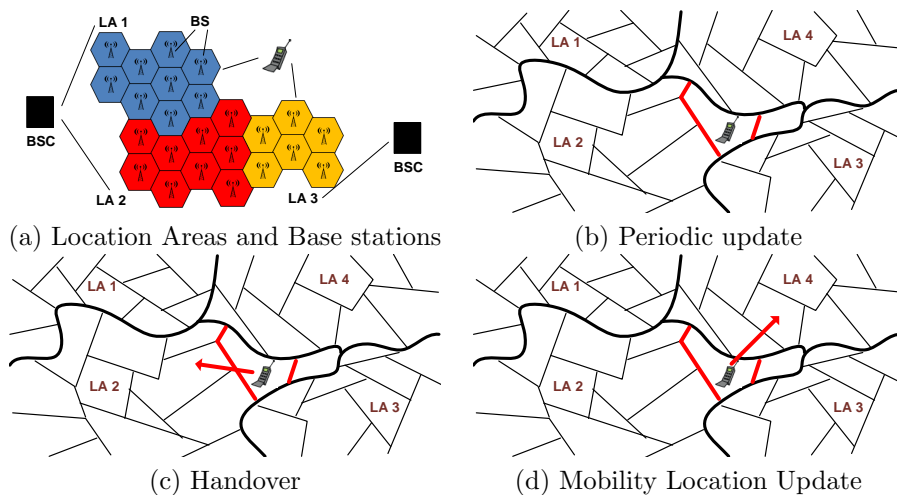 LA 1
BS
BSC
BSC
LA 2
LA 3
(a) Location Areas and Base stations
LA 1
LA 4
LA 2
LA 3
(b) Periodic update
LA 1
LA 4
LA 2
LA 3
(c) Handover
LA 1
LA 4
LA 2
LA 3
(d) Mobility Location Update